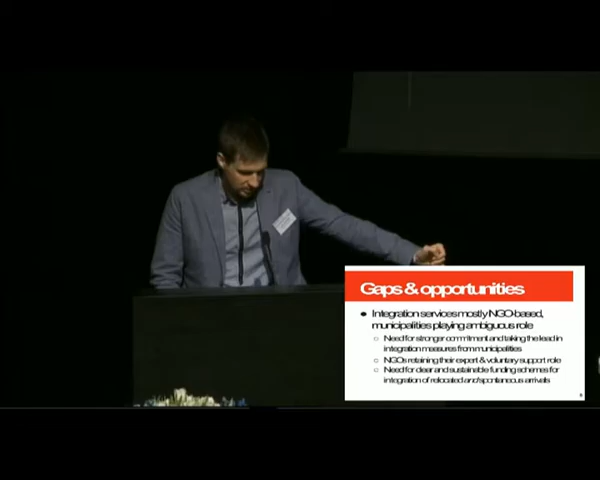 Gaps & opportunities
Integration services mostly NGO-based,
municipalities playing ambiguous role
Need for stronger commitment and taking the lead in
integration measures from municipalities
NGOs retaining their expert & voluntary support role
Need for clear and sustainable funding schemes for
integration of relocated and spontaneous arrivals